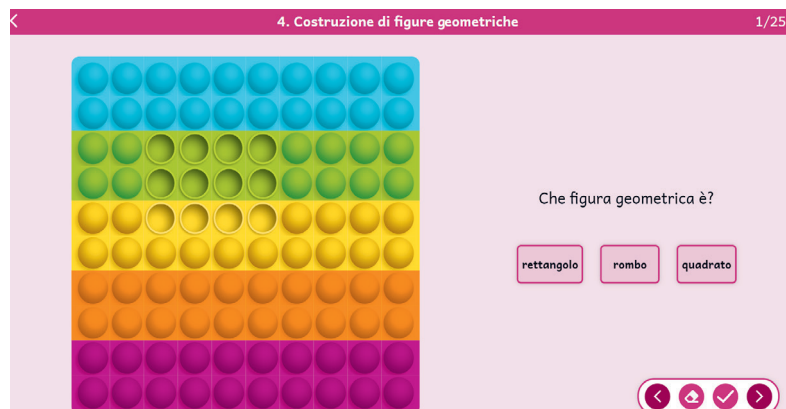 4. Costruzione di figure geometriche
1/25
Che figura geometrica è?
rettangolo
rombo
quadrato